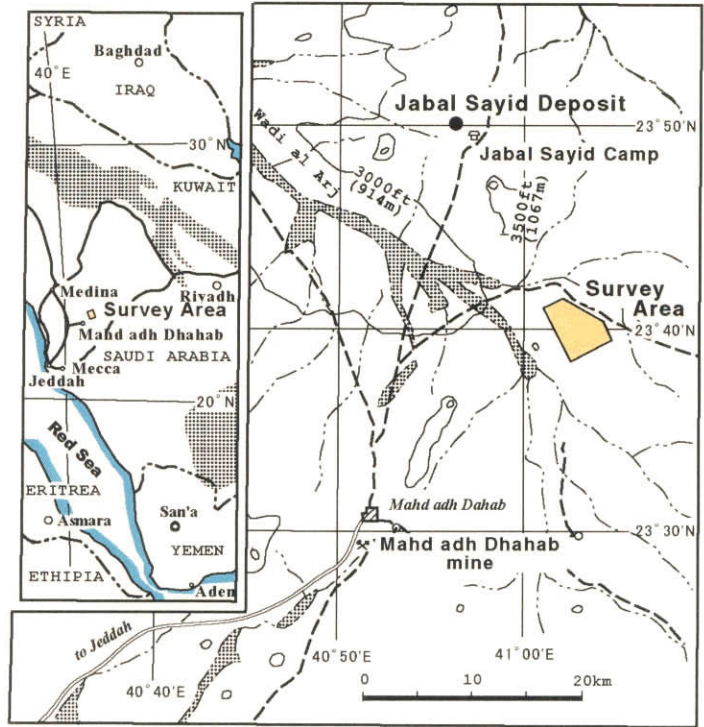 SYRIA
40°E
Baghdad
IRAQ
30°N
KUWAIT
Medina
Riyadh
Survey Area
Mahd adh Dhahab
SAUDI ARABIA
Mecca
Jeddah
20°N
Red Sea
ERITREA
San'a
Asmara
YEMEN
ETHIPIA
Aden
Jabal Sayid Deposit
23°50'N
Jabal Sayid Camp
Wadi al Arj
3000ft
(914m)
3500ft
(1067m)
Survey
Area
23°40'N
Mahd adh Dahab
23°30'N
Mahd adh Dhahab
mine
to Jeddah
40°50'E
41°00'E
40°40'E
0 10 20km